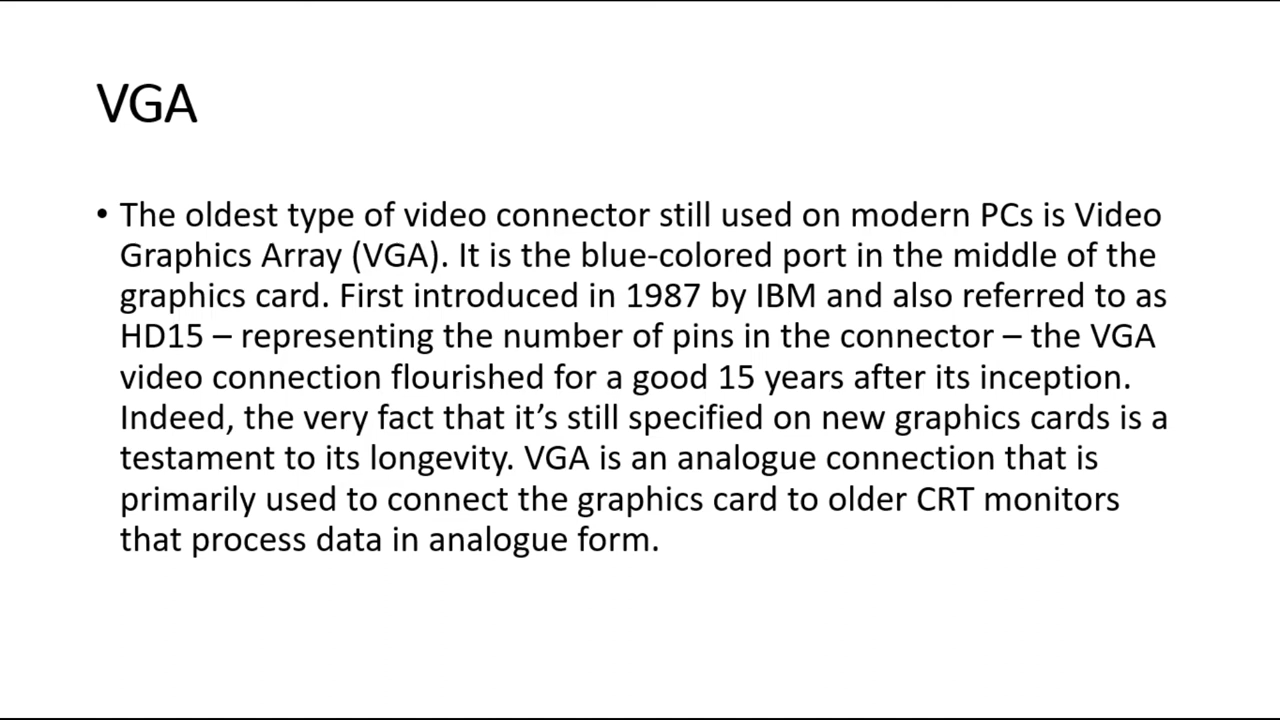 VGA
• The oldest type of video connector still used on modern PCs is Video
Graphics Array (VGA). It is the blue-colored port in the middle of the
graphics card. First introduced in 1987 by IBM and also referred to as
HD15 – representing the number of pins in the connector – the VGA
video connection flourished for a good 15 years after its inception.
Indeed, the very fact that it’s still specified on new graphics cards is a
testament to its longevity. VGA is an analogue connection that is
primarily used to connect the graphics card to older CRT monitors
that process data in analogue form.